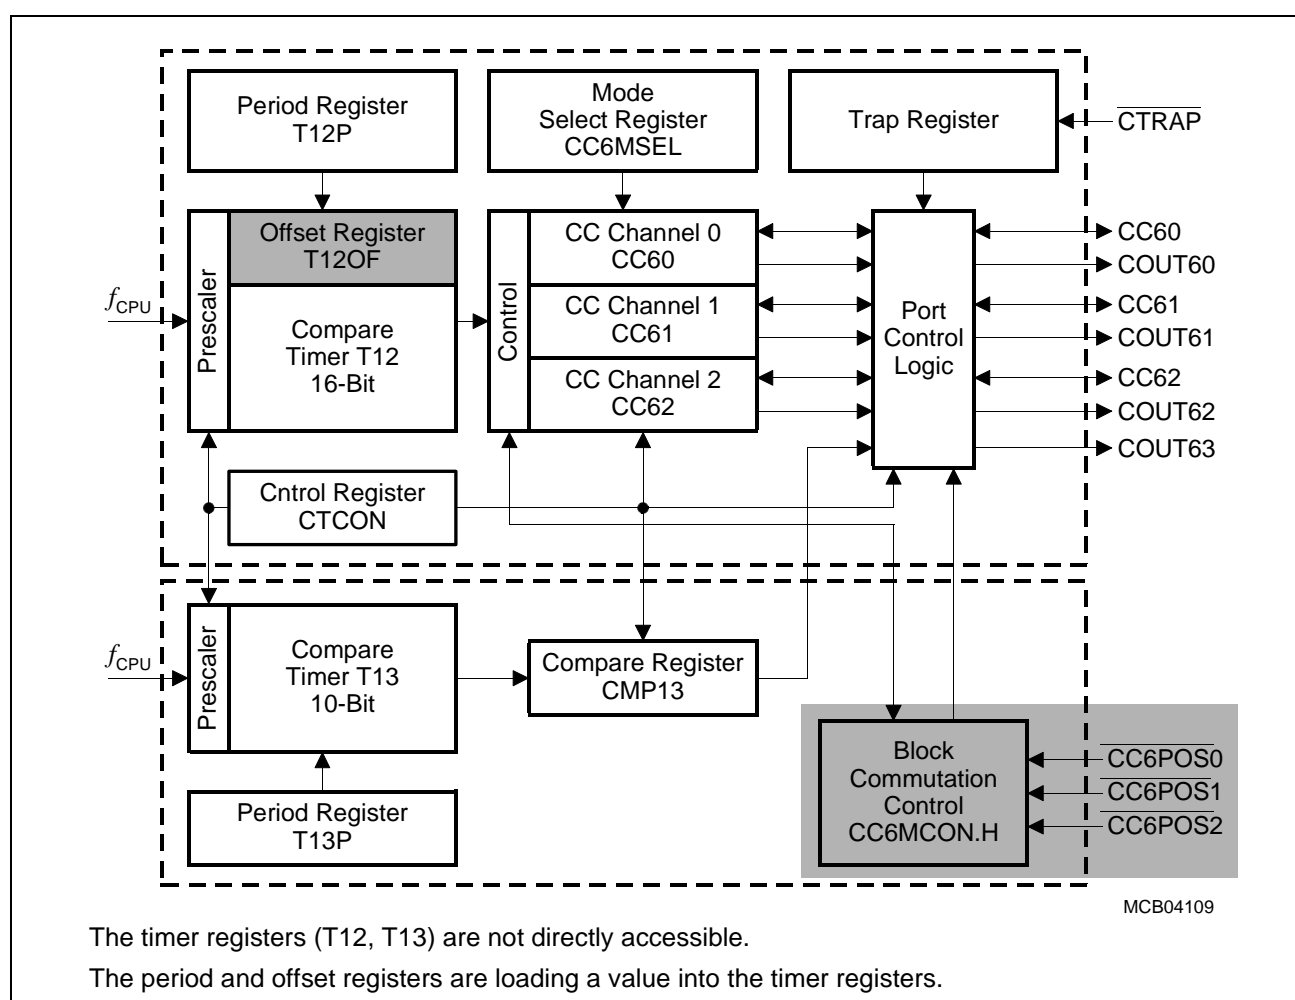 Period Register
T12P
Mode
Select Register
CC6MSEL
Trap Register
CTRAP
Prescaler
Offset Register
T12OF
Compare
Timer T12
16-Bit
fCPU
Control
CC Channel 0
CC60
CC Channel 1
CC61
CC Channel 2
CC62
Port
Control
Logic
CC60
COUT60
CC61
COUT61
CC62
COUT62
COUT63
Cntrol Register
CTCON
fCPU
Prescaler
Compare
Timer T13
10-Bit
Compare Register
CMP13
Period Register
T13P
Block
Commutation
Control
CC6MCON.H
CC6POS0
CC6POS1
CC6POS2
MCB04109
The timer registers (T12, T13) are not directly accessible.
The period and offset registers are loading a value into the timer registers.